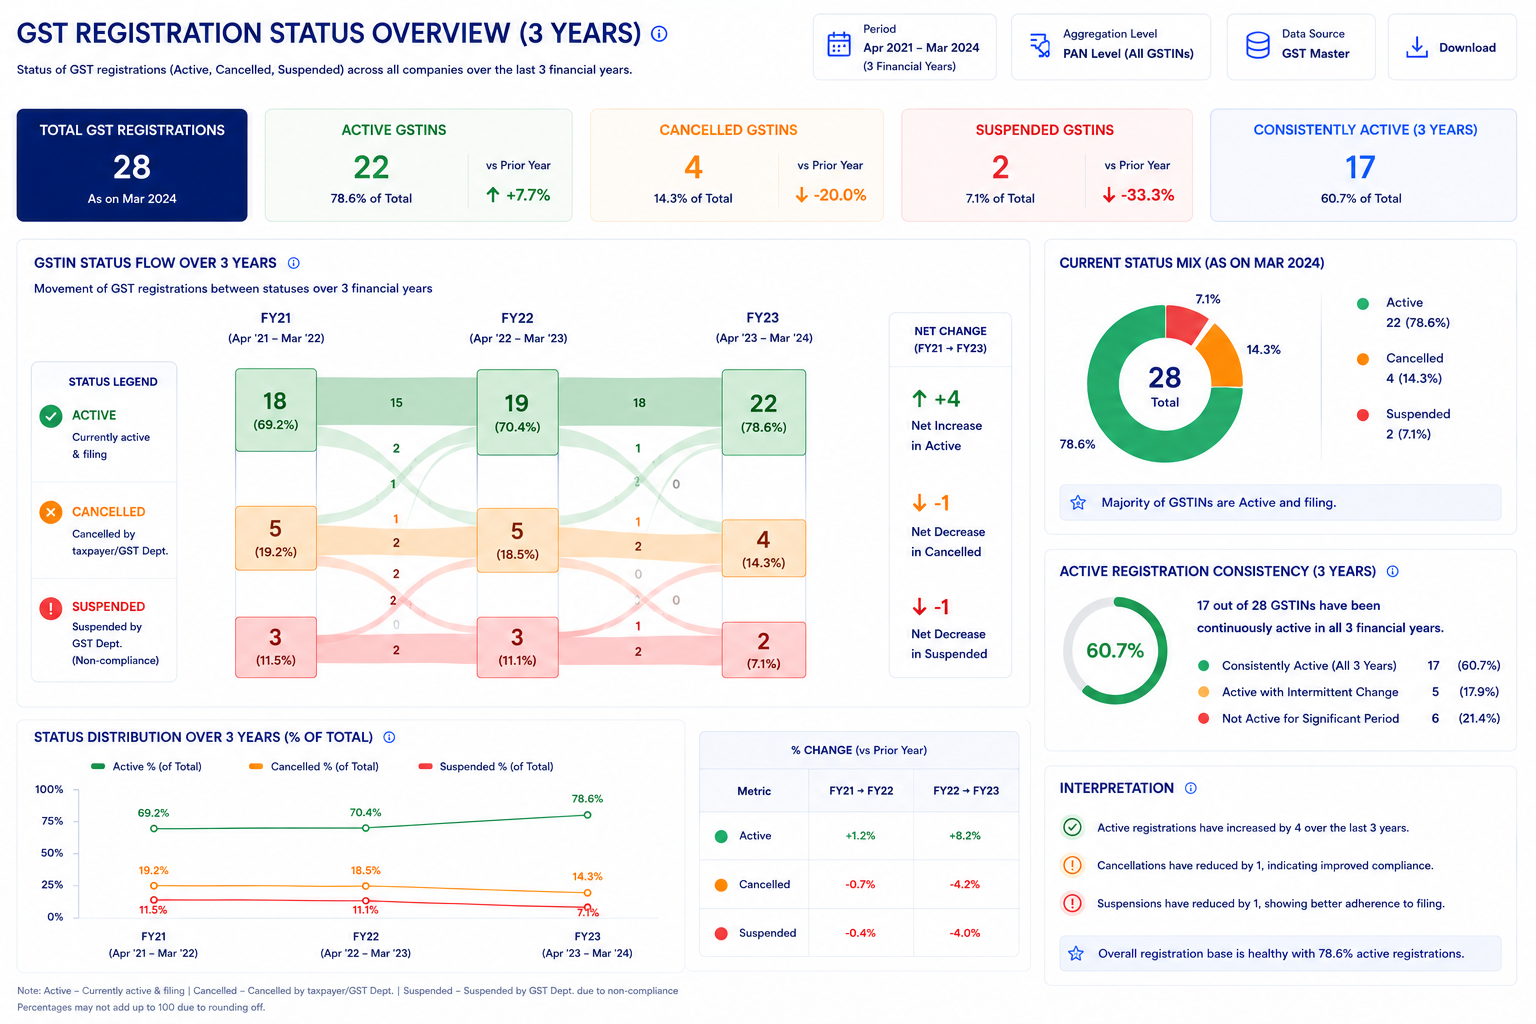 GST REGISTRATION STATUS OVERVIEW (3 YEARS)
Status of GST registrations (Active, Cancelled, Suspended) across all companies over the last 3 financial years.
Period
Apr 2021 – Mar 2024
(3 Financial Years)
Aggregation Level
PAN Level (All GSTINs)
Data Source
GST Master
Download
TOTAL GST REGISTRATIONS
28
As on Mar 2024
ACTIVE GSTINS
22
78.6% of Total
vs Prior Year
↑ +7.7%
CANCELLED GSTINS
4
14.3% of Total
vs Prior Year
↓ -20.0%
SUSPENDED GSTINS
2
7.1% of Total
vs Prior Year
↓ -33.3%
CONSISTENTLY ACTIVE (3 YEARS)
17
60.7% of Total
GSTIN STATUS FLOW OVER 3 YEARS
Movement of GST registrations between statuses over 3 financial years
FY21
(Apr '21 – Mar '22)
FY22
(Apr '22 – Mar '23)
FY23
(Apr '23 – Mar '24)
STATUS LEGEND
ACTIVE
Currently active
& filing
CANCELLED
Cancelled by
taxpayer/GST Dept.
SUSPENDED
Suspended by
GST Dept.
(Non-compliance)
18
(69.2%)
5
(19.2%)
3
(11.5%)
15
2
1
1
2
2
2
0
2
19
(70.4%)
5
(18.5%)
3
(11.1%)
18
1
0
1
2
0
0
1
2
22
(78.6%)
4
(14.3%)
2
(7.1%)
NET CHANGE
(FY21 → FY23)
↑ +4
Net Increase
in Active
↓ -1
Net Decrease
in Cancelled
↓ -1
Net Decrease
in Suspended
CURRENT STATUS MIX (AS ON MAR 2024)
7.1%
14.3%
78.6%
28
Total
Active
22 (78.6%)
Cancelled
4 (14.3%)
Suspended
2 (7.1%)
Majority of GSTINs are Active and filing.
ACTIVE REGISTRATION CONSISTENCY (3 YEARS)
60.7%
17 out of 28 GSTINs have been
continuously active in all 3 financial years.
Consistently Active (All 3 Years) 17 (60.7%)
Active with Intermittent Change 5 (17.9%)
Not Active for Significant Period 6 (21.4%)
STATUS DISTRIBUTION OVER 3 YEARS (% OF TOTAL)
Active % (of Total)
Cancelled % (of Total)
Suspended % (of Total)
100%
75%
50%
25%
0%
69.2%
70.4%
78.6%
19.2%
18.5%
14.3%
11.5%
11.1%
7.1%
FY21
(Apr '21 – Mar '22)
FY22
(Apr '22 – Mar '23)
FY23
(Apr '23 – Mar '24)
% CHANGE (vs Prior Year)
Metric FY21 → FY22 FY22 → FY23
Active +1.2% +8.2%
Cancelled -0.7% -4.2%
Suspended -0.4% -4.0%
INTERPRETATION
Active registrations have increased by 4 over the last 3 years.
Cancellations have reduced by 1, indicating improved compliance.
Suspensions have reduced by 1, showing better adherence to filing.
Overall registration base is healthy with 78.6% active registrations.
Note: Active – Currently active & filing | Cancelled – Cancelled by taxpayer/GST Dept. | Suspended – Suspended by GST Dept. due to non-compliance
Percentages may not add up to 100 due to rounding off.